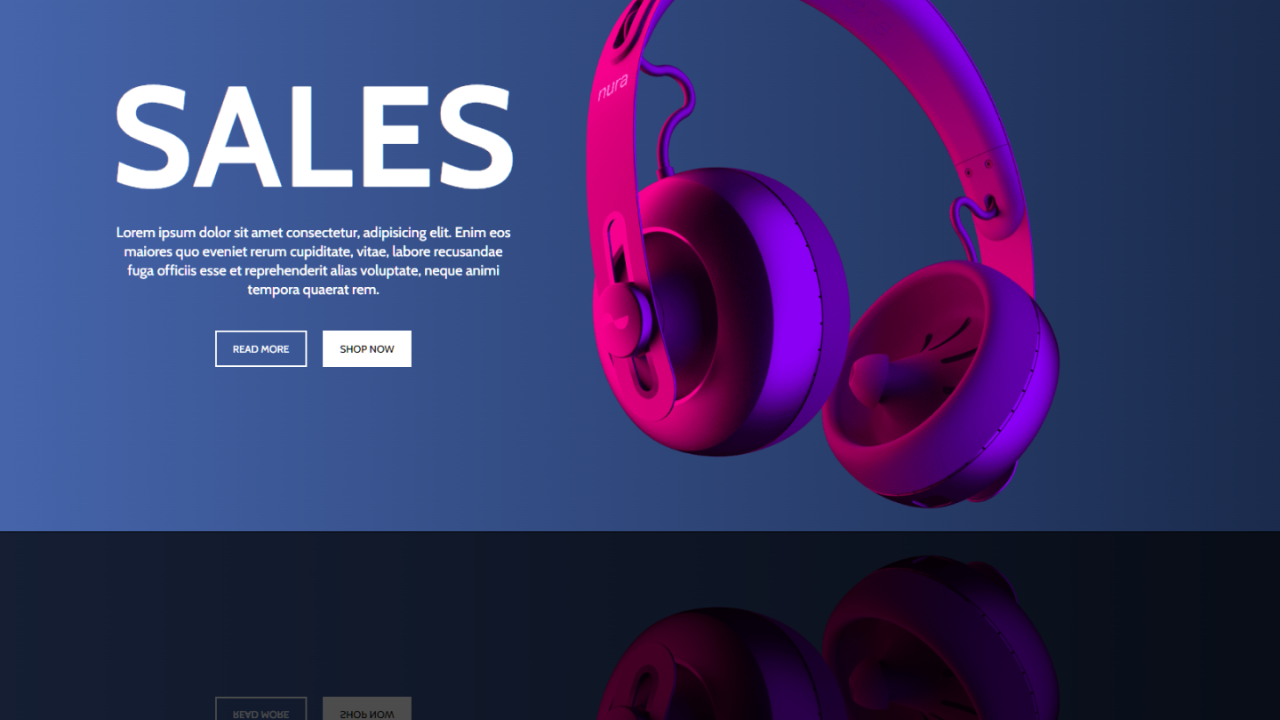 nura
SALES
Lorem ipsum dolor sit amet consectetur, adipisicing elit. Enim eos
maiores quo eveniet rerum cupiditate, vitae, labore recusandae
fuga officiis esse et reprehenderit alias voluptate, neque animi
tempora quaerat rem.
READ MORE
SHOP NOW
READ MORE
SHOP NOW